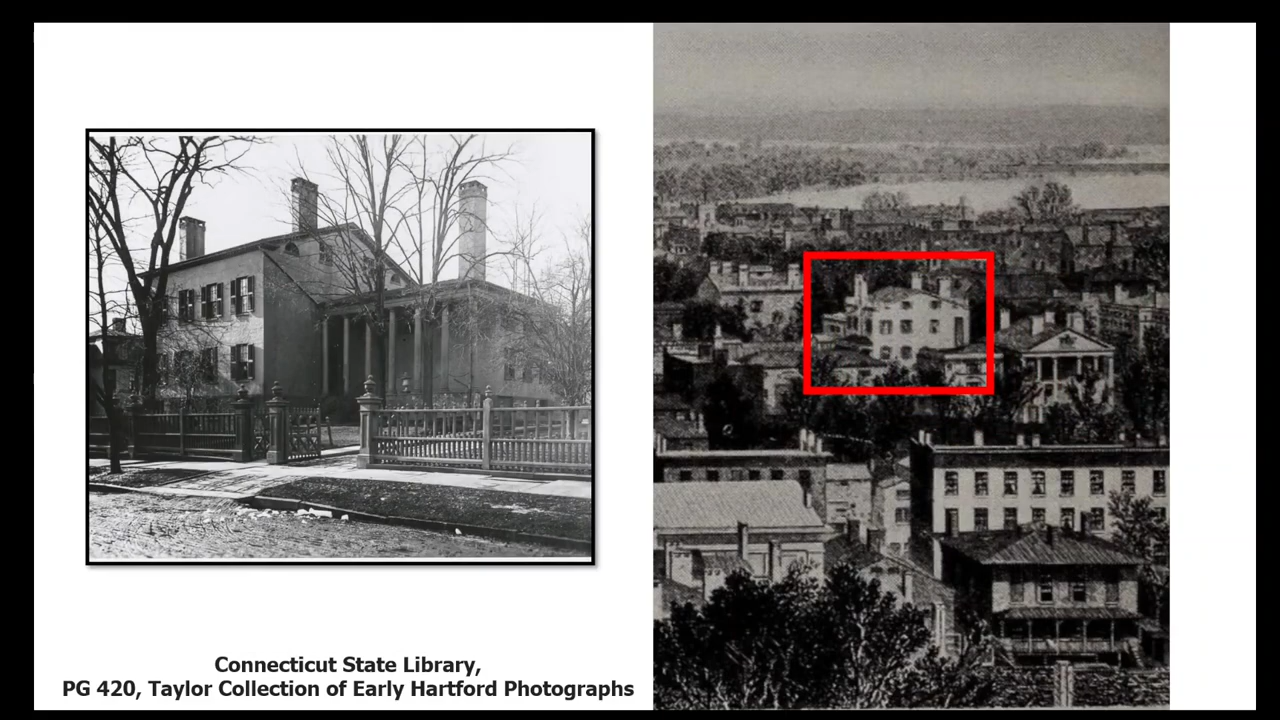 Connecticut State Library,
PG 420, Taylor Collection of Early Hartford Photographs